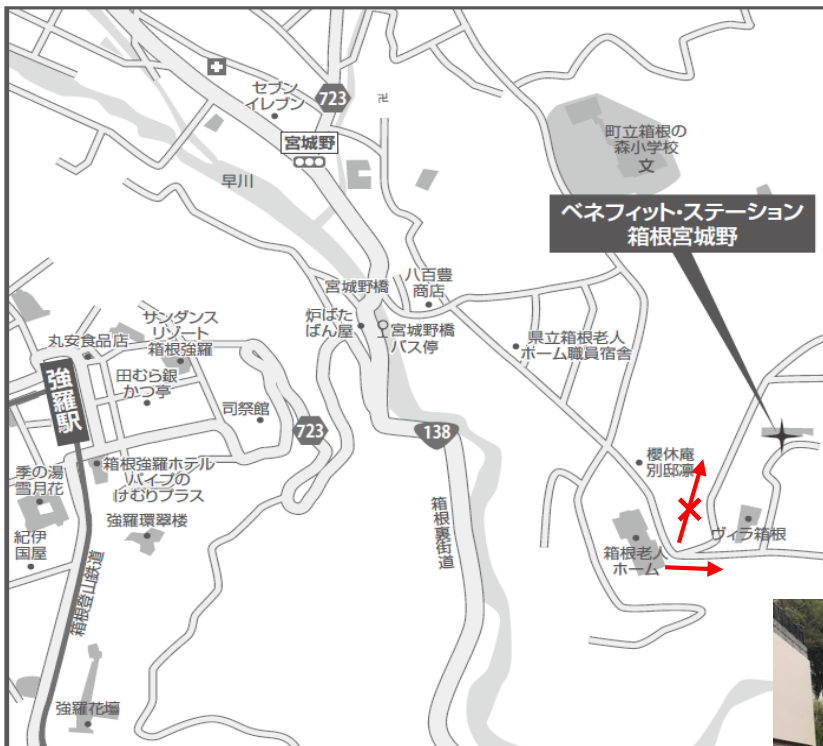 セブン
イレブン
723
卍
宮城野
早川
町立箱根の
森小学校
文
ベネフィット・ステーション
箱根宮城野
宮城野橋
八百豊
商店
サンダンス
リゾート
箱根強羅
丸安食品店
炉ばた
ばん屋
宮城野橋
バス停
県立箱根老人
ホーム職員宿舎
強羅駅
田むら銀
かつ亭
司祭館
723
138
櫻休庵
別邸凛
季の湯
雪月花
箱根強羅ホテル
パイプの
けむりプラス
強羅環翠楼
紀伊
国屋
箱根裏街道
箱根老人
ホーム
ヴィラ箱根
箱根登山鉄道
強羅花壇